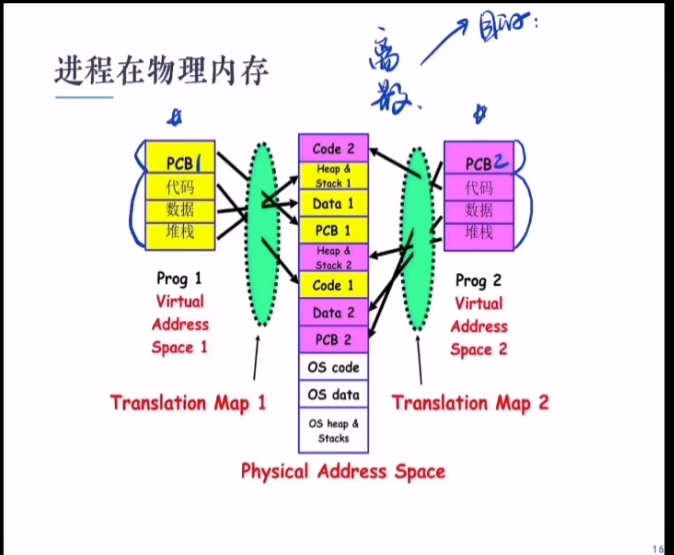 进程在物理内存
离
散
PCB1
代码
数据
堆栈
Prog 1
Virtual
Address
Space 1
Translation Map 1
Code 2
Heap &
Stack 1
Data 1
PCB 1
Heap &
Stack 2
Code 1
Data 2
PCB 2
OS code
OS data
OS heap &
Stacks
Physical Address Space
PCB2
代码
数据
堆栈
Prog 2
Virtual
Address
Space 2
Translation Map 2
16